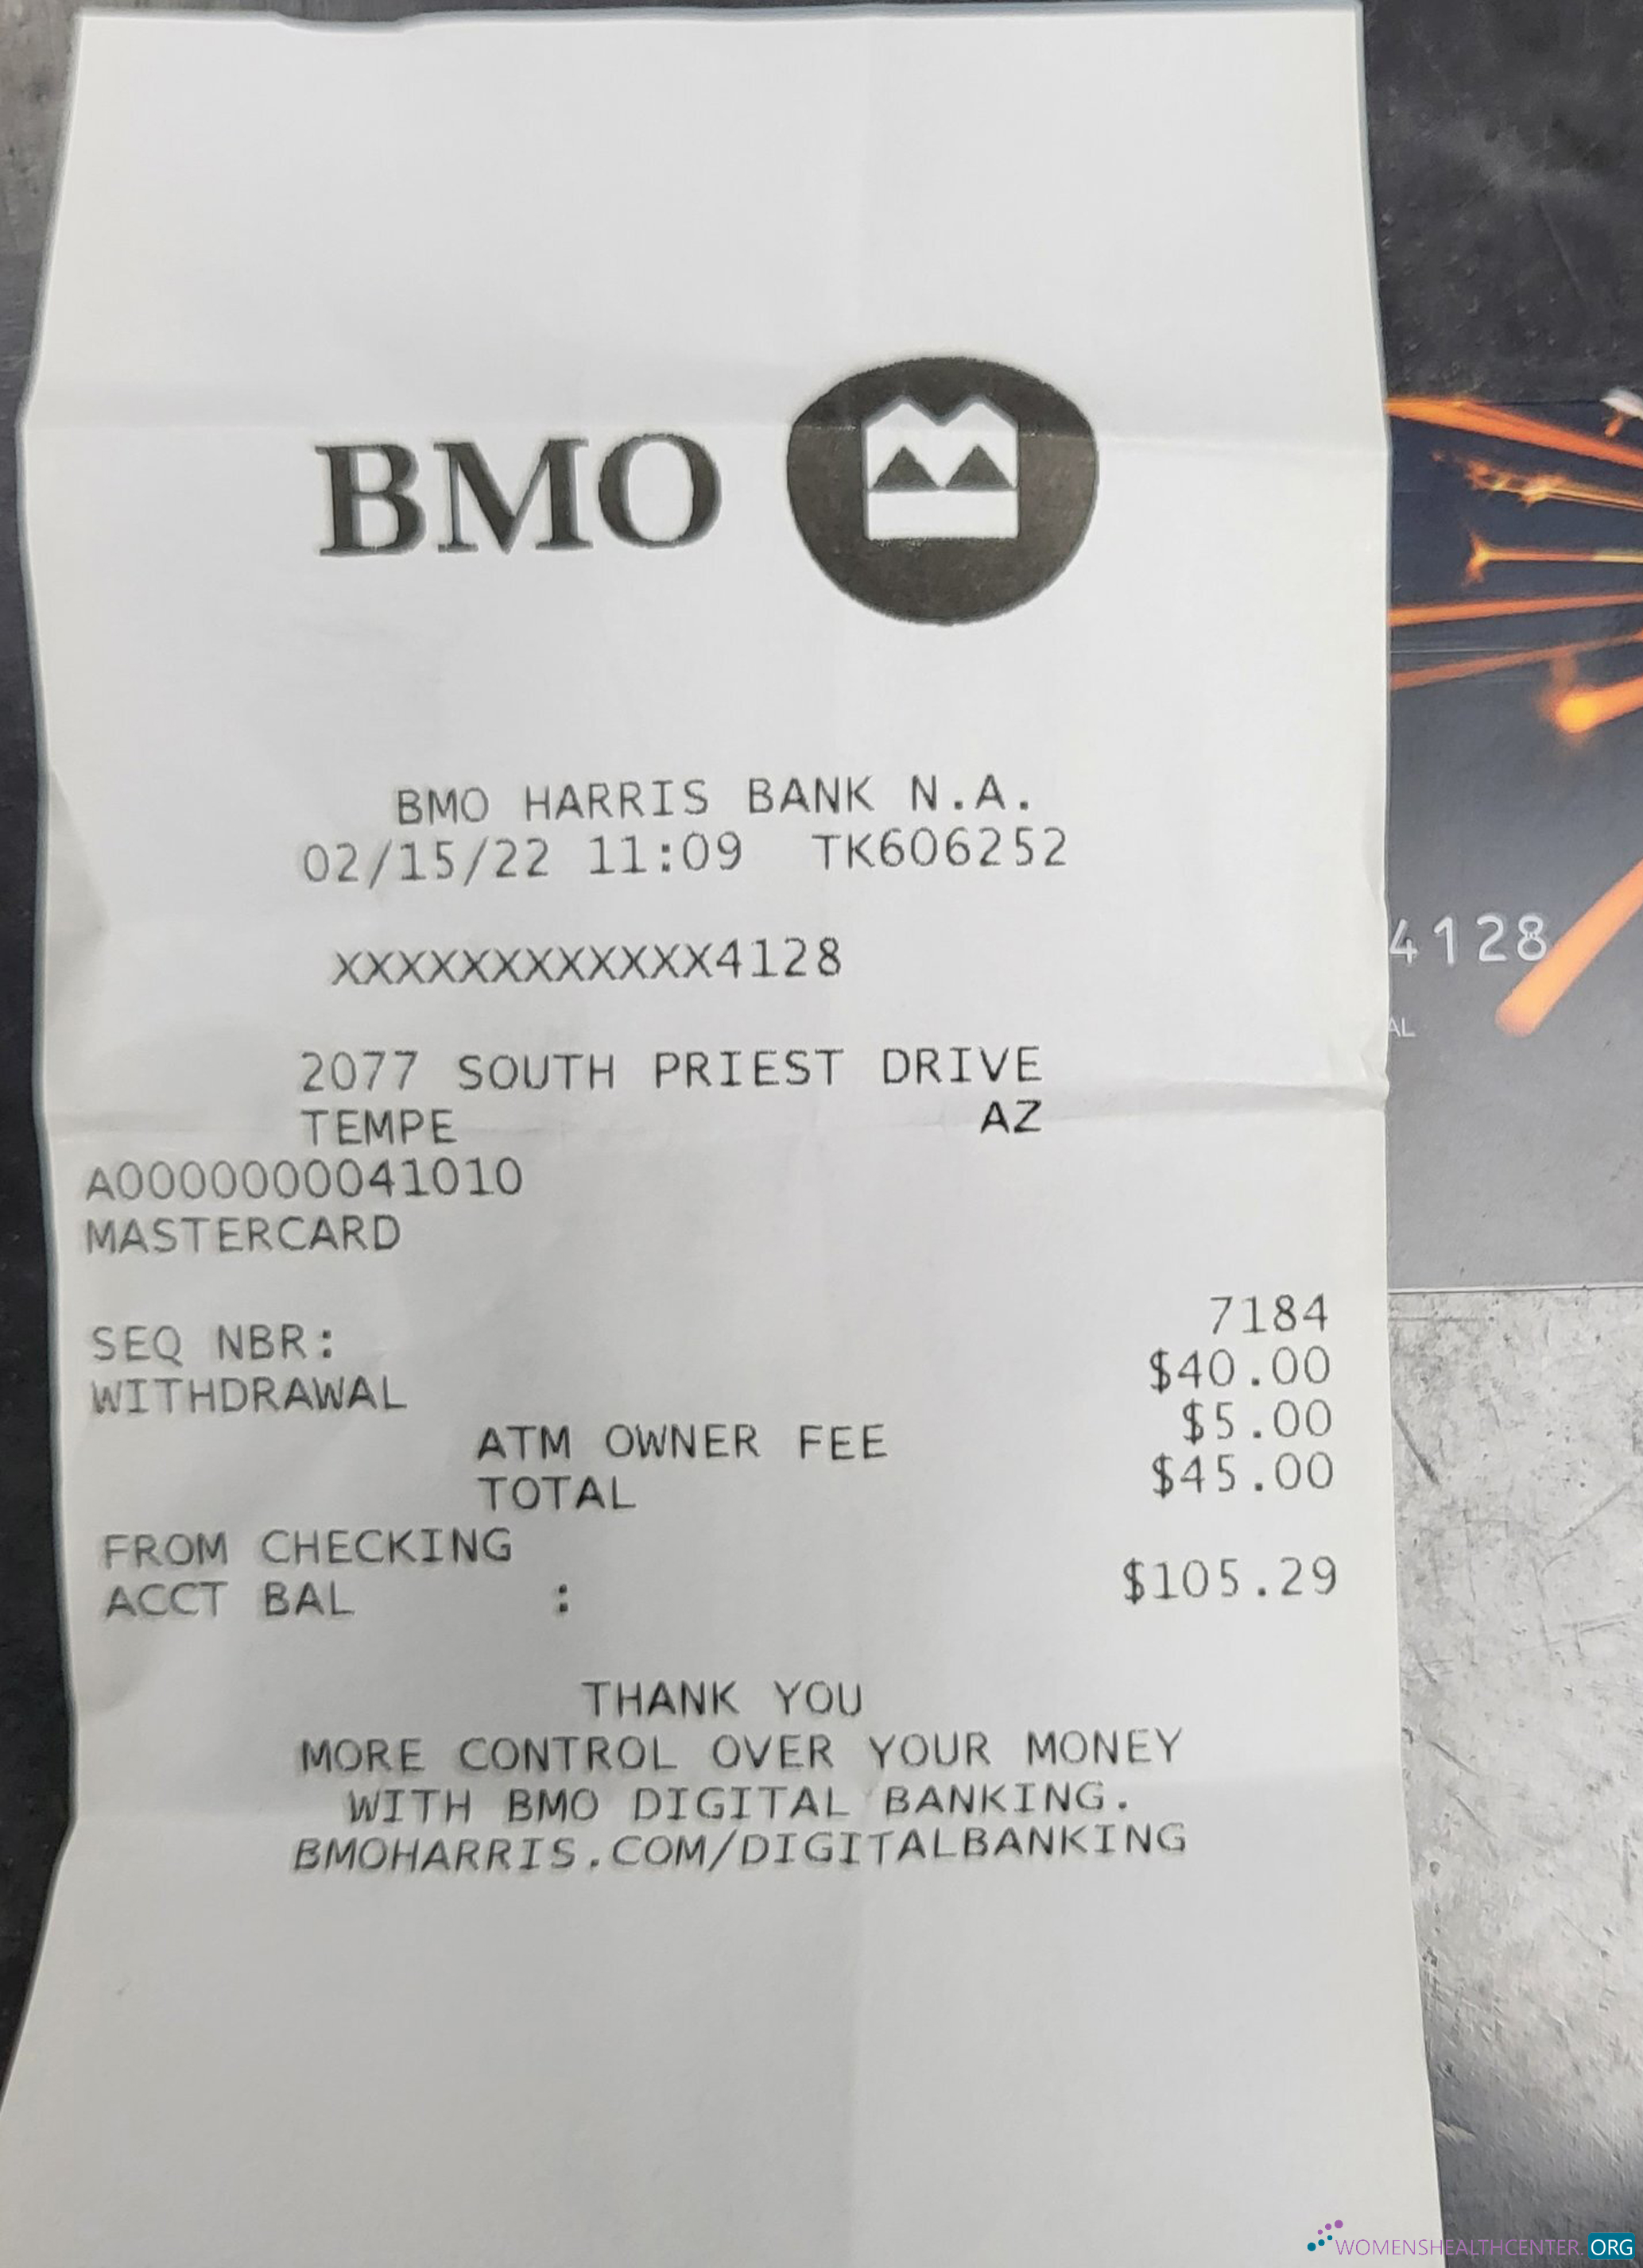 BMO
BMO HARRIS BANK N.A.
02/15/22 11:09 TK606252
XXXXXXXXXXXX4128
4128
AL
2077 SOUTH PRIEST DRIVE
TEMPE AZ
A0000000041010
MASTERCARD
SEQ NBR: 7184
WITHDRAWAL $40.00
ATM OWNER FEE $5.00
TOTAL $45.00
FROM CHECKING
ACCT BAL : $105.29
THANK YOU
MORE CONTROL OVER YOUR MONEY
WITH BMO DIGITAL BANKING.
BMOHARRIS.COM/DIGITALBANKING
WOMENSHEALTHCENTER.ORG